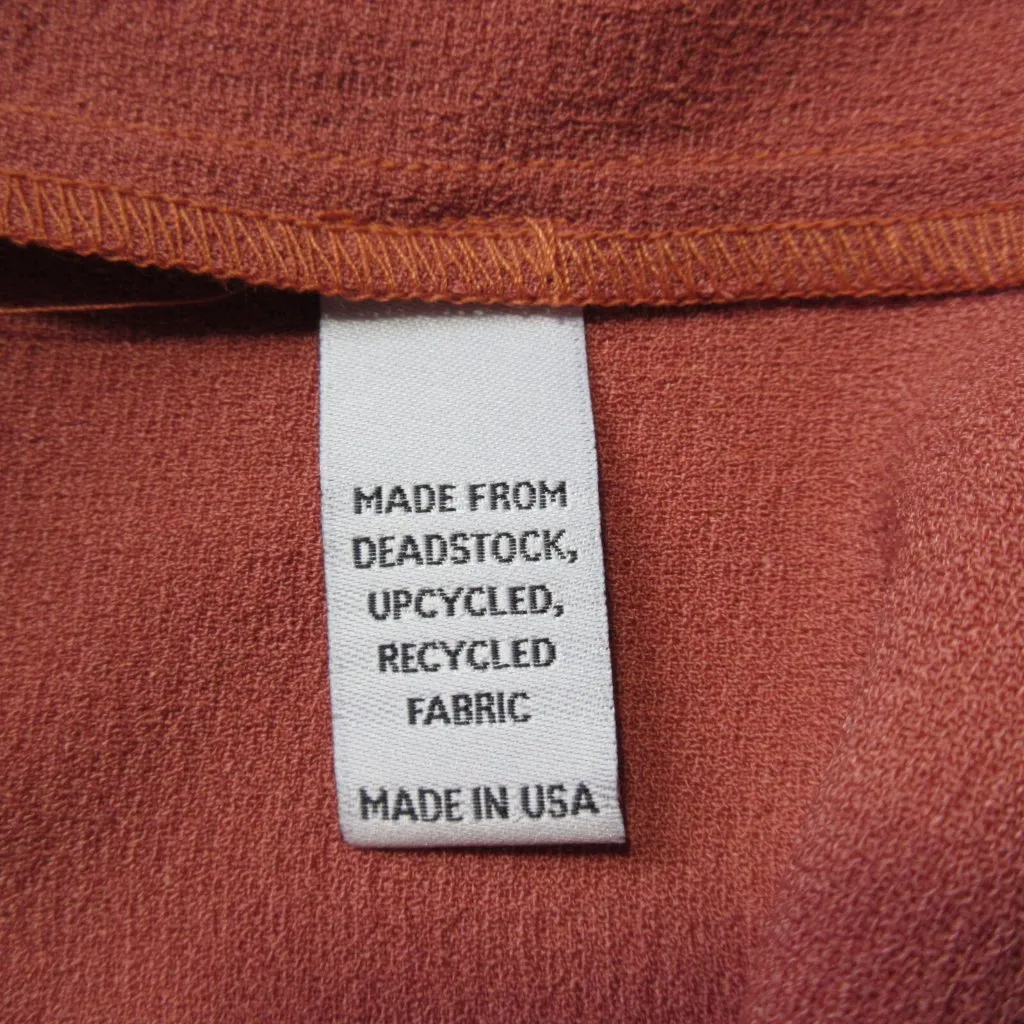 MADE FROM
DEADSTOCK,
UPCYCLED,
RECYCLED
FABRIC
MADE IN USA